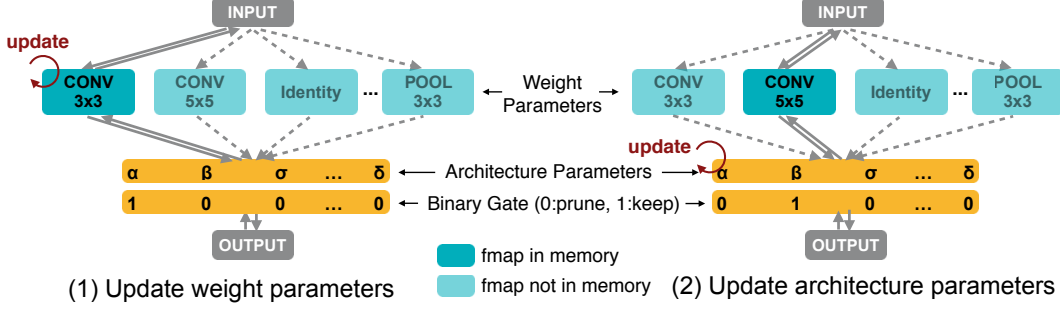 INPUT
update
CONV
3x3
CONV
5x5
Identity
...
POOL
3x3
α β σ ... δ
1 0 0 ... 0
OUTPUT
(1) Update weight parameters
Weight
Parameters
Architecture Parameters
Binary Gate (0:prune, 1:keep)
fmap in memory
fmap not in memory
INPUT
CONV
3x3
CONV
5x5
Identity
...
POOL
3x3
update
α β σ ... δ
0 1 0 ... 0
OUTPUT
(2) Update architecture parameters